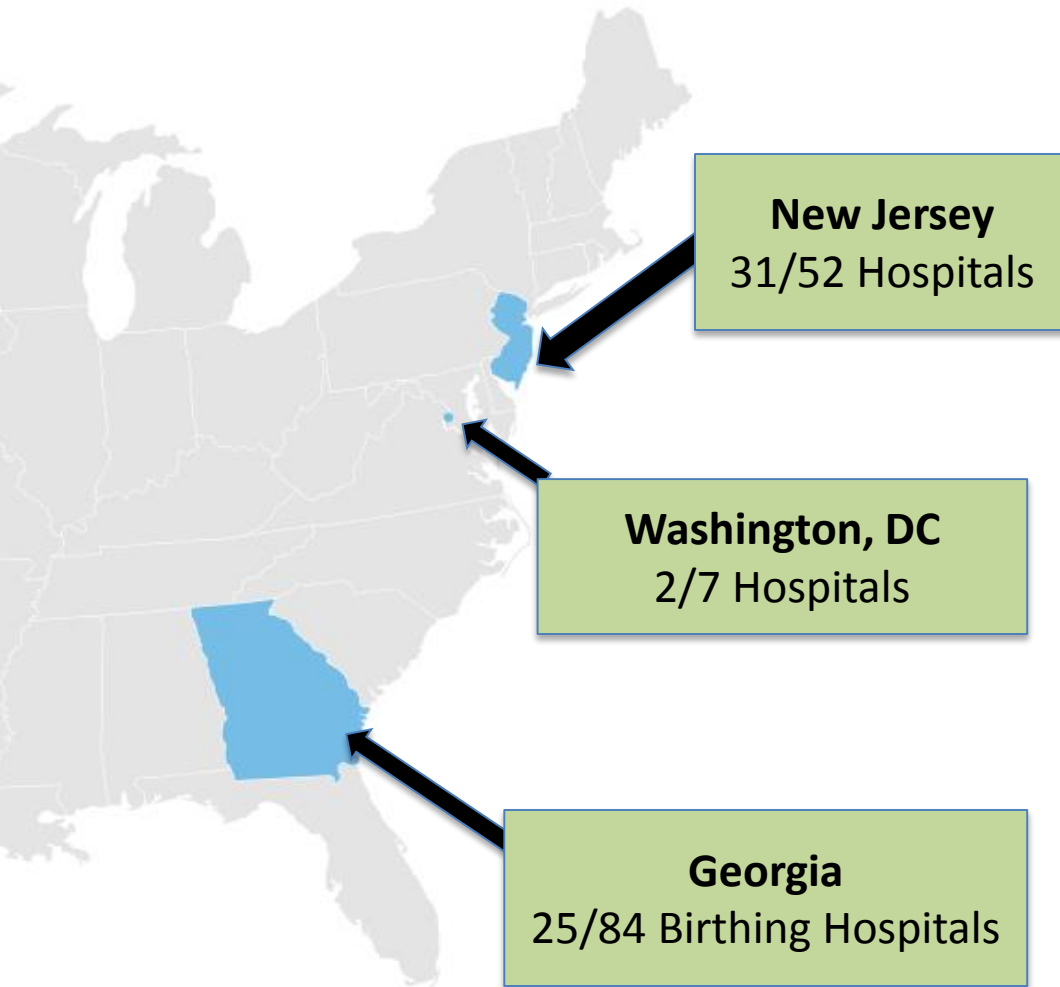 New Jersey
31/52 Hospitals
Washington, DC
2/7 Hospitals
Georgia
25/84 Birthing Hospitals